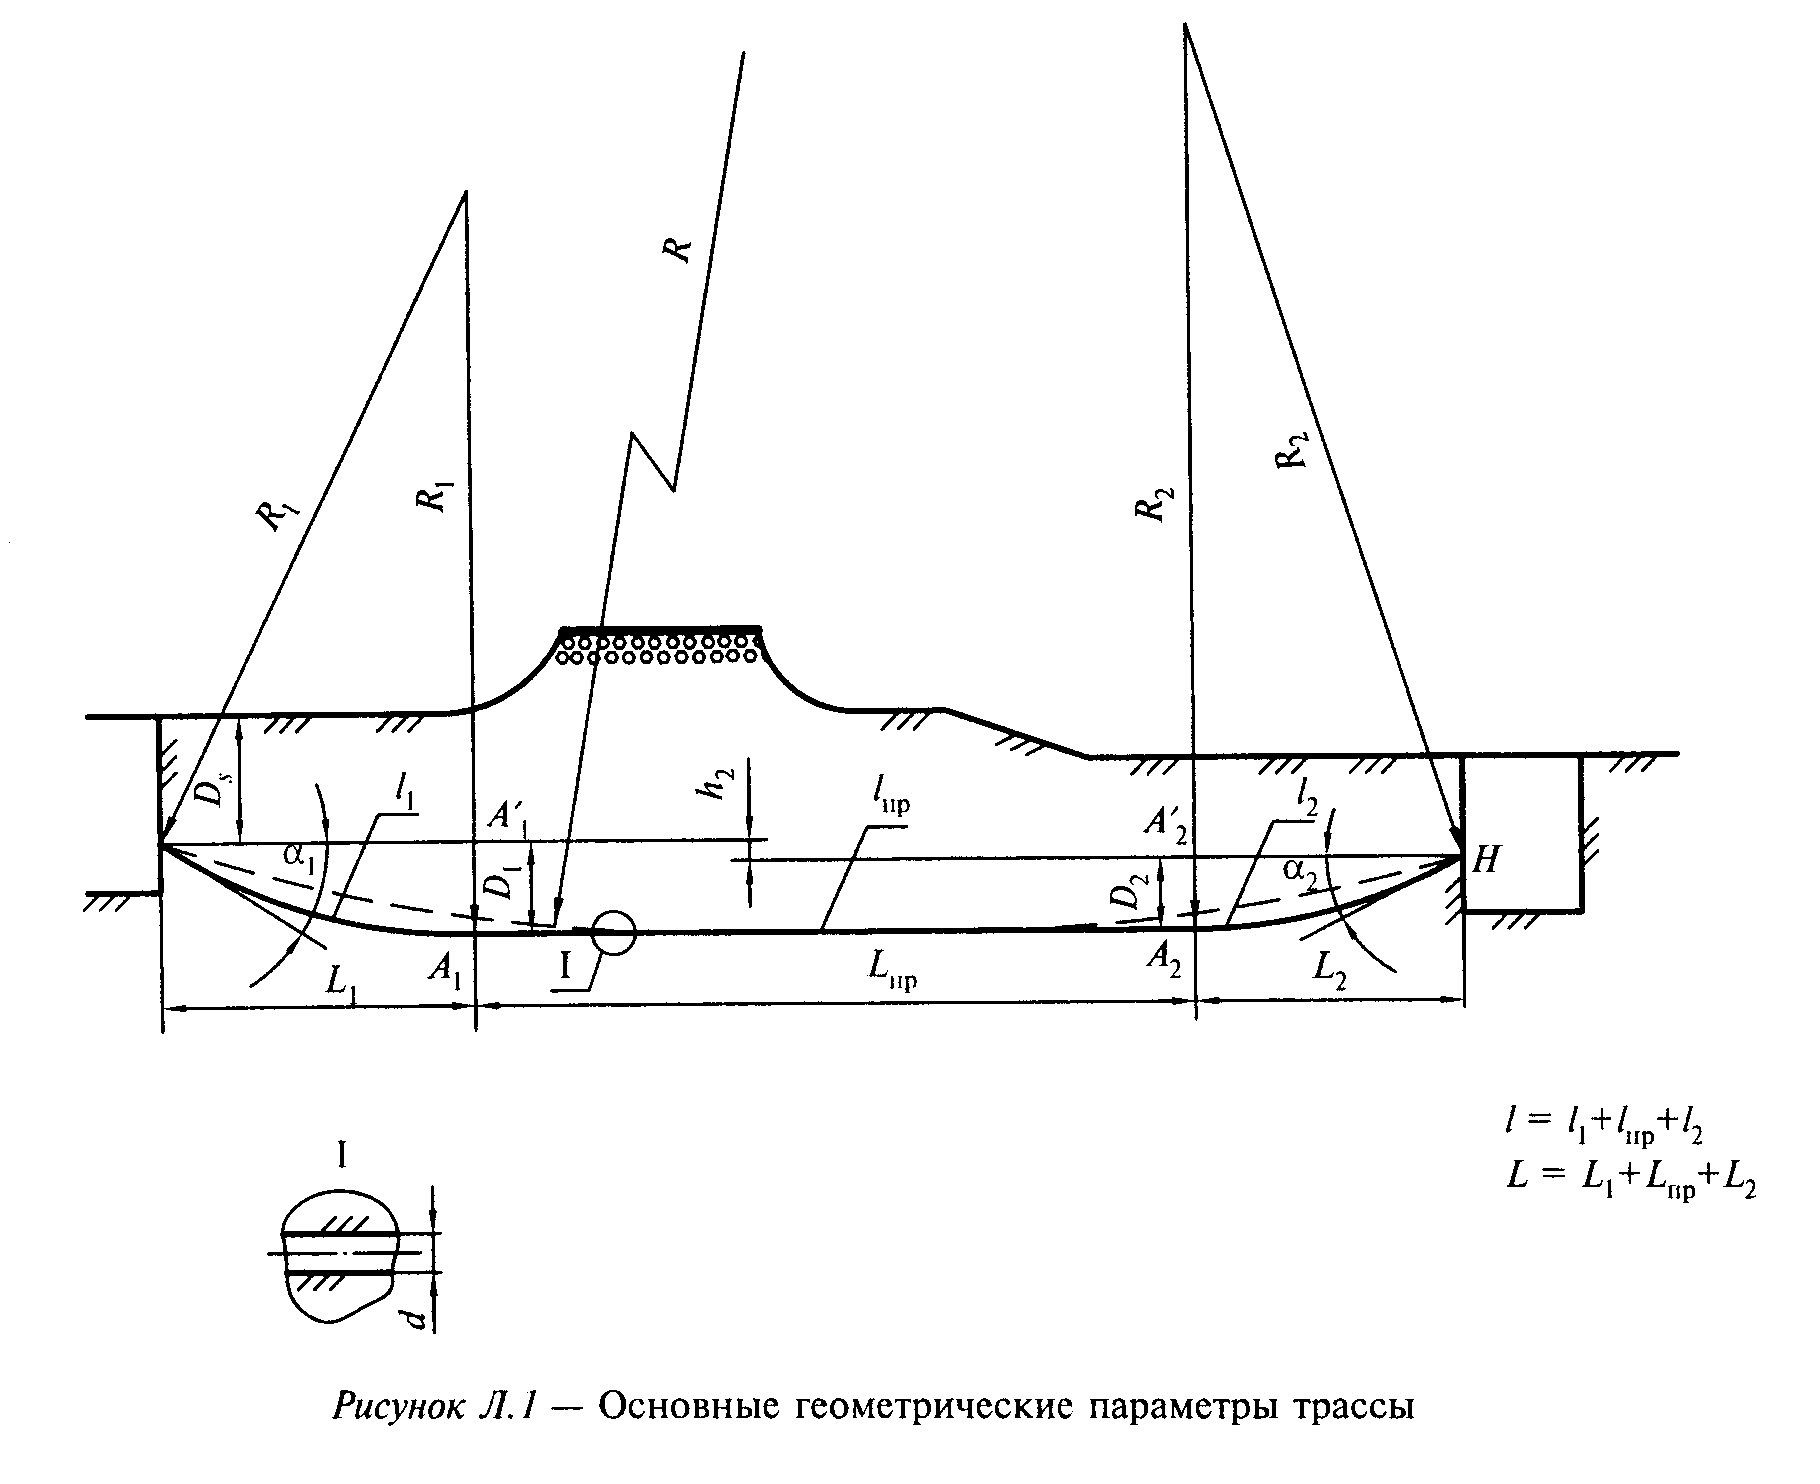 R
R₁
R₁
R₂
R₂
Dₛ
l₁
A′₁
h₂
lпр
A′₂
l₂
α₁
D₁
D₂
α₂
H
L₁
A₁
I
Lпр
A₂
L₂
l = l₁+lпр+l₂
L = L₁+Lпр+L₂
I
d
Рисунок Л.1 — Основные геометрические параметры трассы